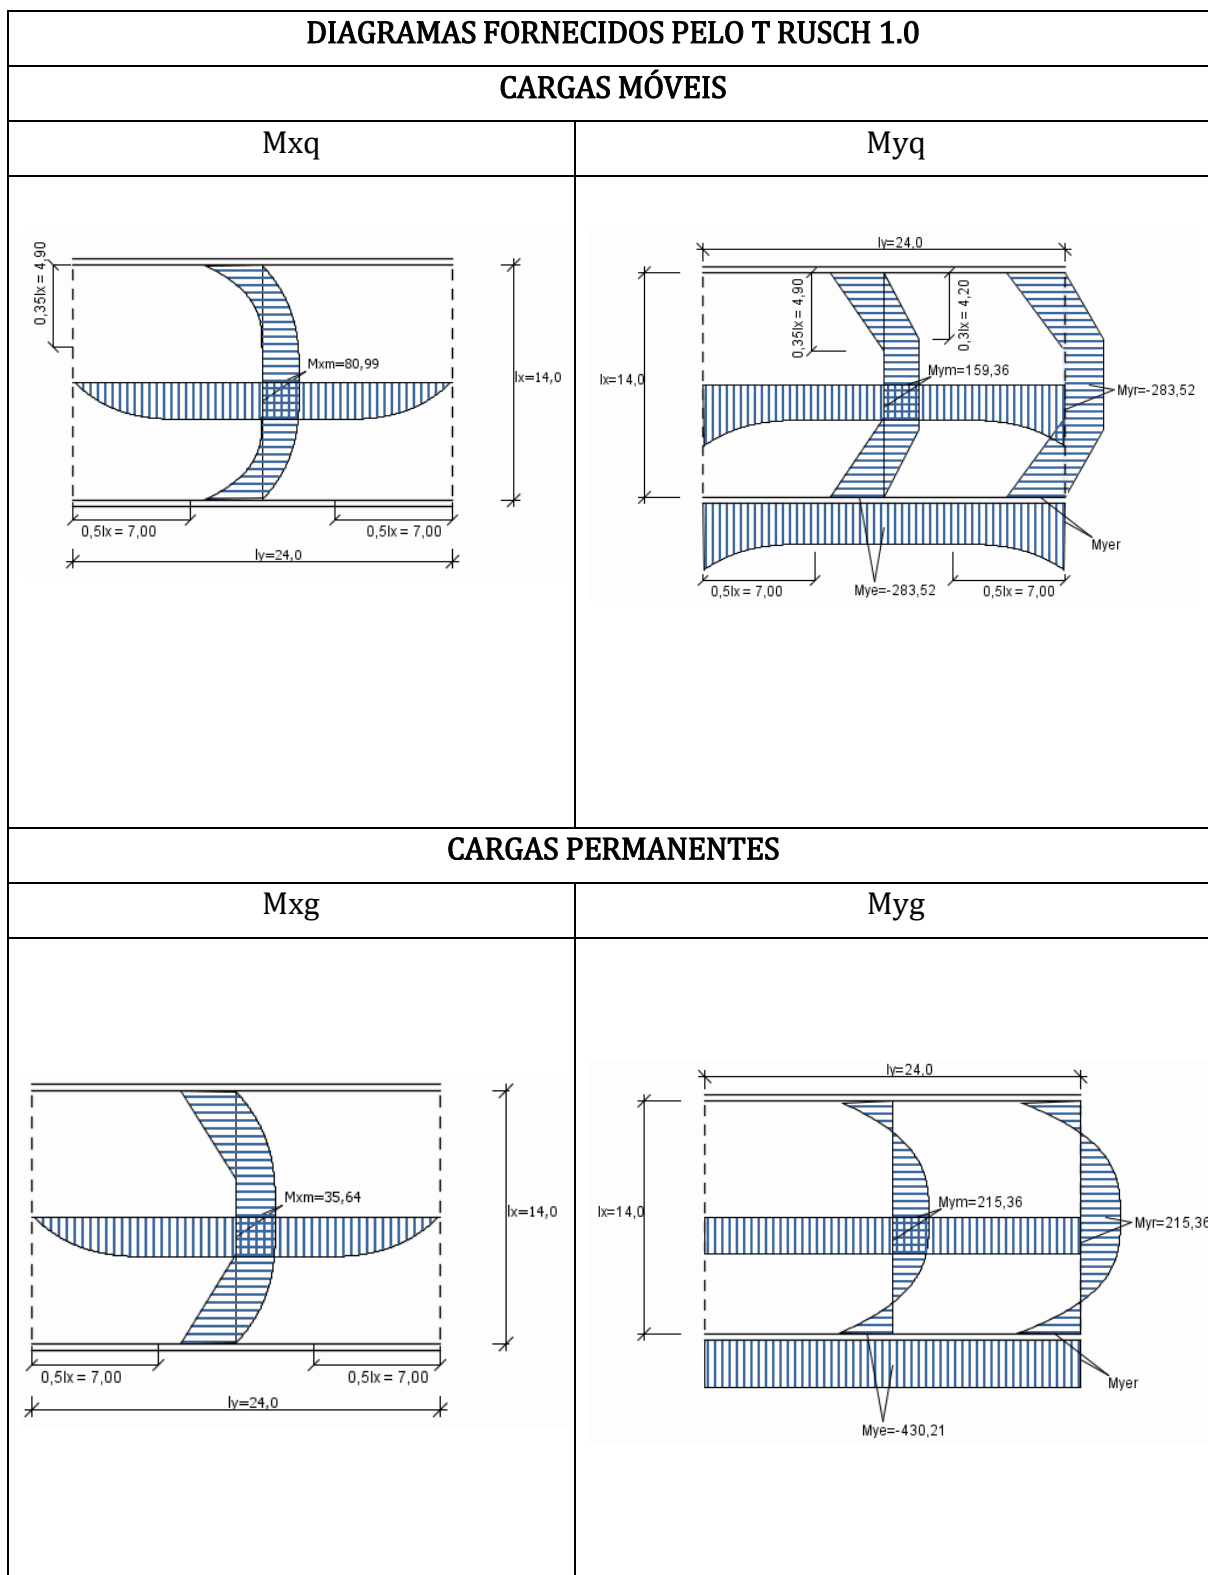 DIAGRAMAS FORNECIDOS PELO T RUSCH 1.0
CARGAS MÓVEIS
Mxq
Myq
0,35lx = 4,90
Mxm=80,99
lx=14,0
0,5lx = 7,00
0,5lx = 7,00
ly=24,0
ly=24,0
0,35lx = 4,90
0,3lx = 4,20
lx=14,0
Mym=159,36
Myr=-283,52
Myer
0,5lx = 7,00
Mye=-283,52
0,5lx = 7,00
CARGAS PERMANENTES
Mxg
Myg
Mxm=35,64
lx=14,0
0,5lx = 7,00
0,5lx = 7,00
ly=24,0
ly=24,0
lx=14,0
Mym=215,36
Myr=215,36
Myer
Mye=-430,21